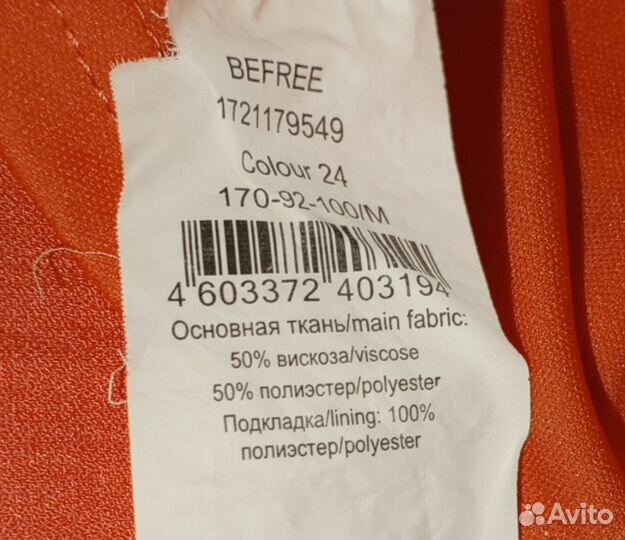 BEFREE
1721179549
Colour 24
170-92-100/M
4 603372 403194
Основная ткань/main fabric:
50% вискоза/viscose
50% полиэстер/polyester
Подкладка/lining: 100%
полиэстер/polyester
Avito